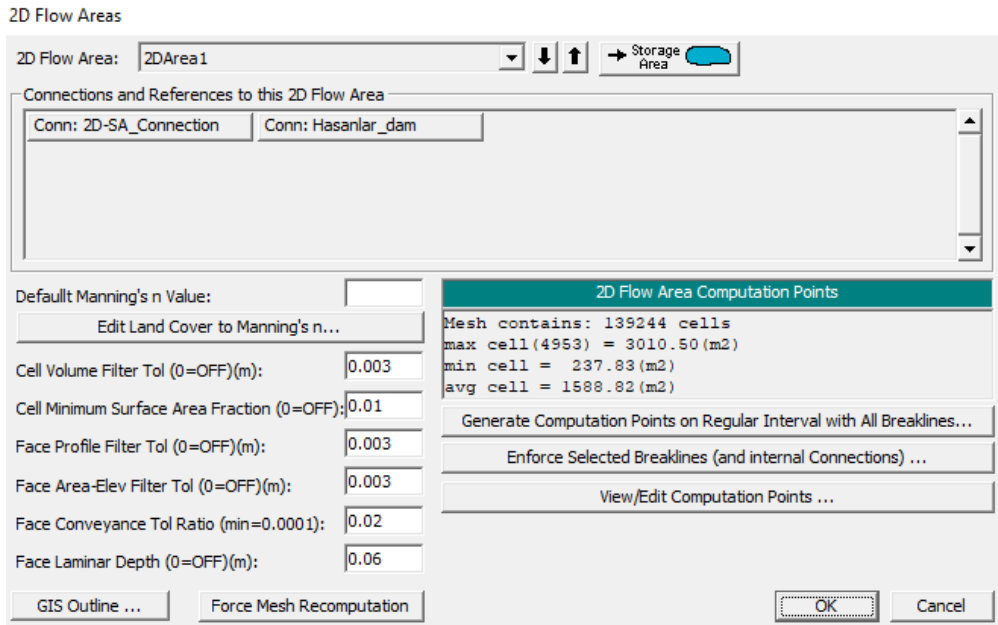 2D Flow Areas
2D Flow Area: 2DArea1
Storage
Area
Connections and References to this 2D Flow Area
Conn: 2D-SA_Connection Conn: Hasanlar_dam
Defaullt Manning's n Value:
Edit Land Cover to Manning's n...
Cell Volume Filter Tol (0=OFF)(m): 0.003
Cell Minimum Surface Area Fraction (0=OFF): 0.01
Face Profile Filter Tol (0=OFF)(m): 0.003
Face Area-Elev Filter Tol (0=OFF)(m): 0.003
Face Conveyance Tol Ratio (min=0.0001): 0.02
Face Laminar Depth (0=OFF)(m): 0.06
2D Flow Area Computation Points
Mesh contains: 139244 cells
max cell(4953) = 3010.50(m2)
min cell = 237.83(m2)
avg cell = 1588.82(m2)
Generate Computation Points on Regular Interval with All Breaklines...
Enforce Selected Breaklines (and internal Connections) ...
View/Edit Computation Points ...
GIS Outline ... Force Mesh Recomputation OK Cancel